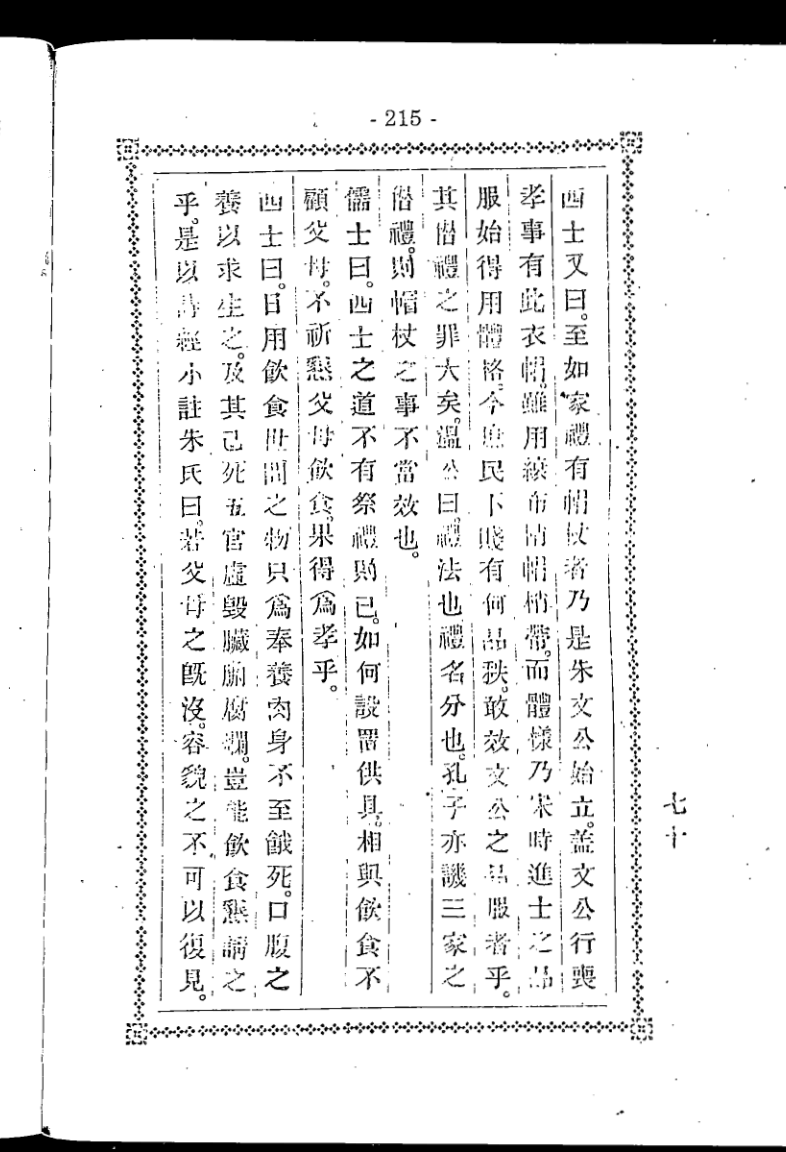 - 215 -
七十
西士又曰。至如家禮有帽杖者乃是朱文公始立。蓋文公行喪
孝事有此衣帽。雖用線布爲帽梢帶。而體樣乃宋時進士之品
服始得用體格。今庶民下賤有何品秩。敢效文公之品服者乎。
其僭禮之罪大矣。溫公曰。禮法也禮名分也。孔子亦譏三家之
僭禮。則帽杖之事不當效也。
儒士曰。西士之道不有祭禮則已。如何設置供具。相與飲食不
顧父母。不祈懇父母飲食。果得爲孝乎。
西士曰。日用飲食世間之物只爲奉養肉身不至餓死。口腹之
養以求生之。及其已死五官虛毀臟腑腐爛。豈能飲食懇請之
乎。是以詩經小註朱氏曰。若父母之既沒。容貌之不可以復見。